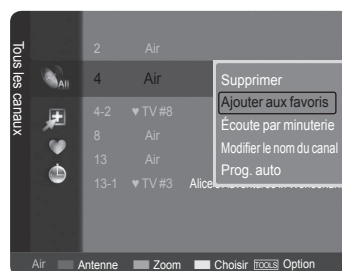 Tous les canaux
All
2 Air
4 Air
4-2 ♥ TV #8
8 Air
13 Air
13-1 ♥ TV #3 Alice
Supprimer
Ajouter aux favoris
Écoute par minuterie
Modifier le nom du canal
Prog. auto
Air Antenne Zoom Choisir TOOLS Option